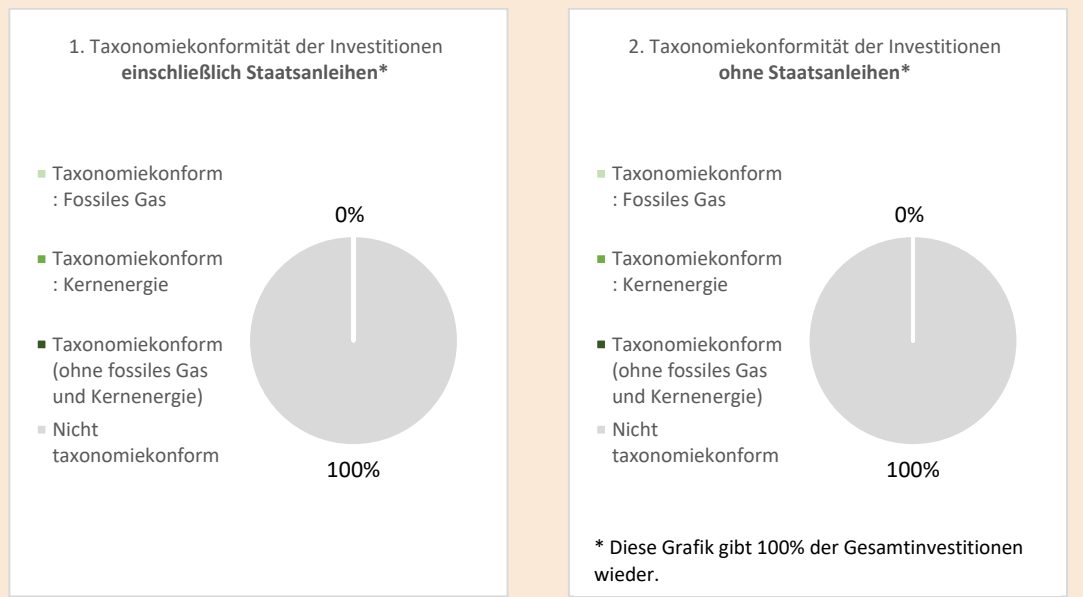 1. Taxonomiekonformität der Investitionen
einschließlich Staatsanleihen*
Taxonomiekonform
: Fossiles Gas
Taxonomiekonform
: Kernenergie
Taxonomiekonform
(ohne fossiles Gas
und Kernenergie)
Nicht
taxonomiekonform
0%
100%
2. Taxonomiekonformität der Investitionen
ohne Staatsanleihen*
Taxonomiekonform
: Fossiles Gas
Taxonomiekonform
: Kernenergie
Taxonomiekonform
(ohne fossiles Gas
und Kernenergie)
Nicht
taxonomiekonform
0%
100%
* Diese Grafik gibt 100% der Gesamtinvestitionen
wieder.